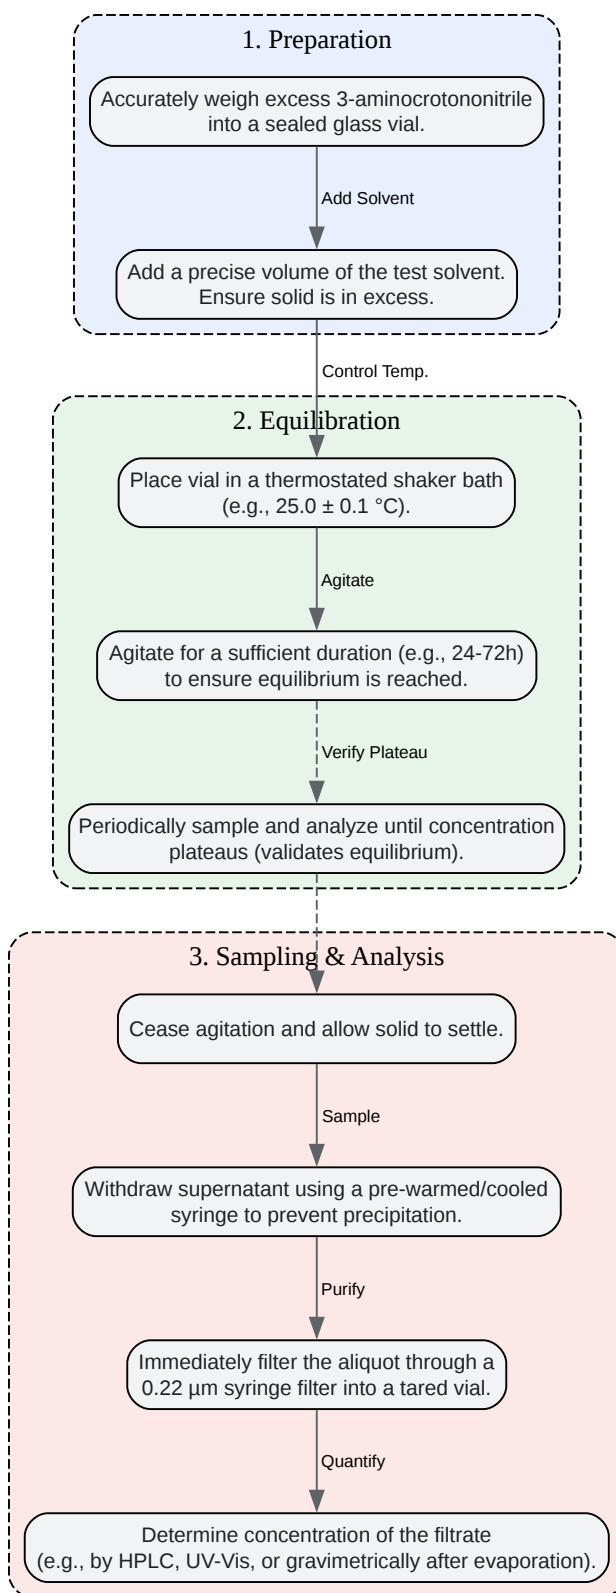 1. Preparation
Accurately weigh excess 3-aminocrotononitrile
into a sealed glass vial.
Add Solvent
Add a precise volume of the test solvent.
Ensure solid is in excess.
Control Temp.
2. Equilibration
Place vial in a thermostated shaker bath
(e.g., 25.0 ± 0.1 °C).
Agitate
Agitate for a sufficient duration (e.g., 24-72h)
to ensure equilibrium is reached.
Verify Plateau
Periodically sample and analyze until concentration
plateaus (validates equilibrium).
3. Sampling & Analysis
Cease agitation and allow solid to settle.
Sample
Withdraw supernatant using a pre-warmed/cooled
syringe to prevent precipitation.
Purify
Immediately filter the aliquot through a
0.22 µm syringe filter into a tared vial.
Quantify
Determine concentration of the filtrate
(e.g., by HPLC, UV-Vis, or gravimetrically after evaporation).